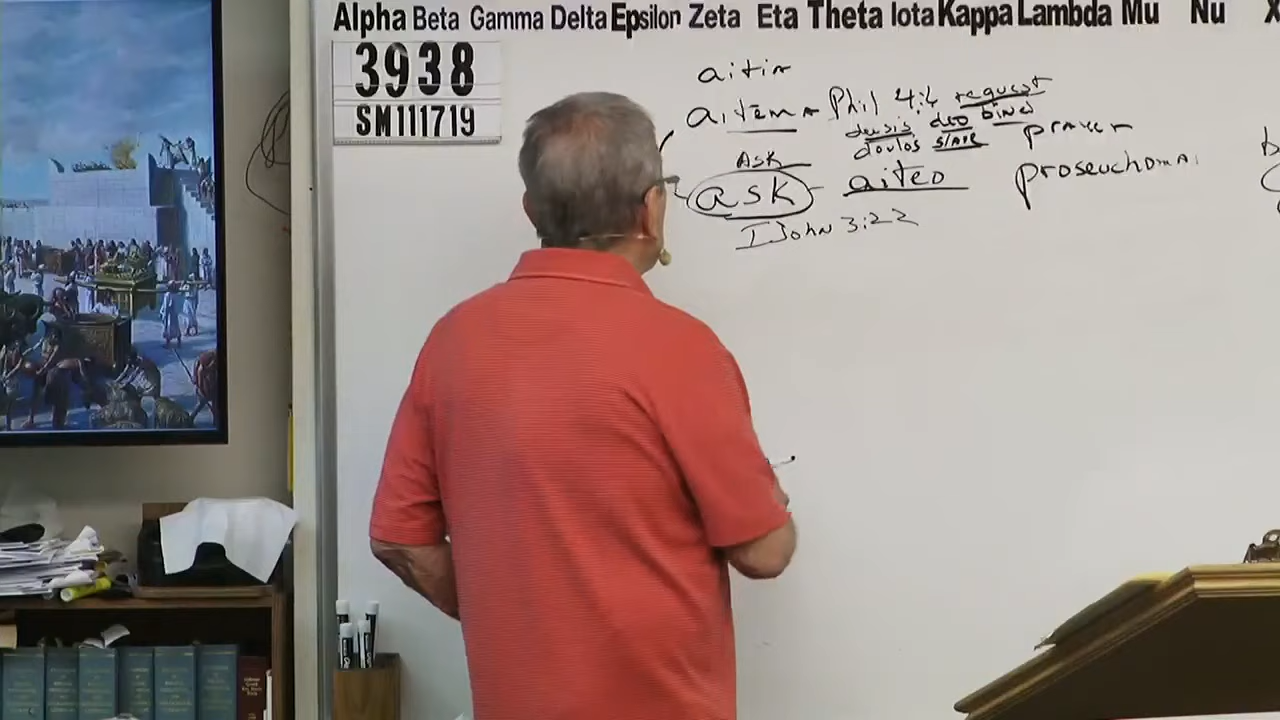 Alpha Beta Gamma Delta Epsilon Zeta Eta Theta Iota Kappa Lambda Mu Nu X
3938
SM111719
aitia
aitema Phil 4:6 request
deesis deo bind
doulos slave
prayer
Ask
ask aiteo
proseuchomai
I John 3:22
b